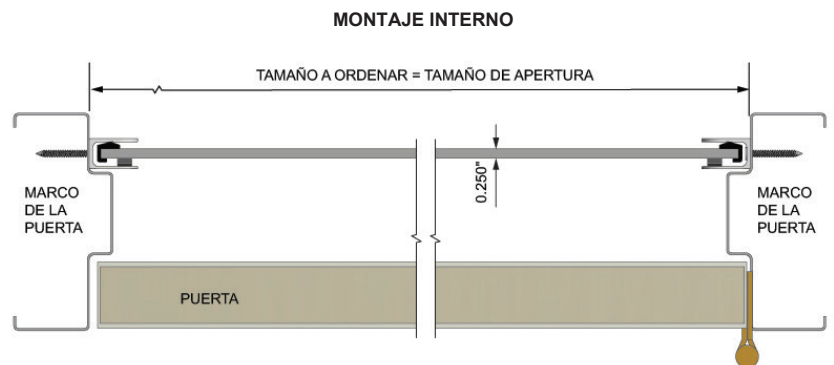 MONTAJE INTERNO
TAMAÑO A ORDENAR = TAMAÑO DE APERTURA
0.250"
MARCO
DE LA
PUERTA
MARCO
DE LA
PUERTA
PUERTA